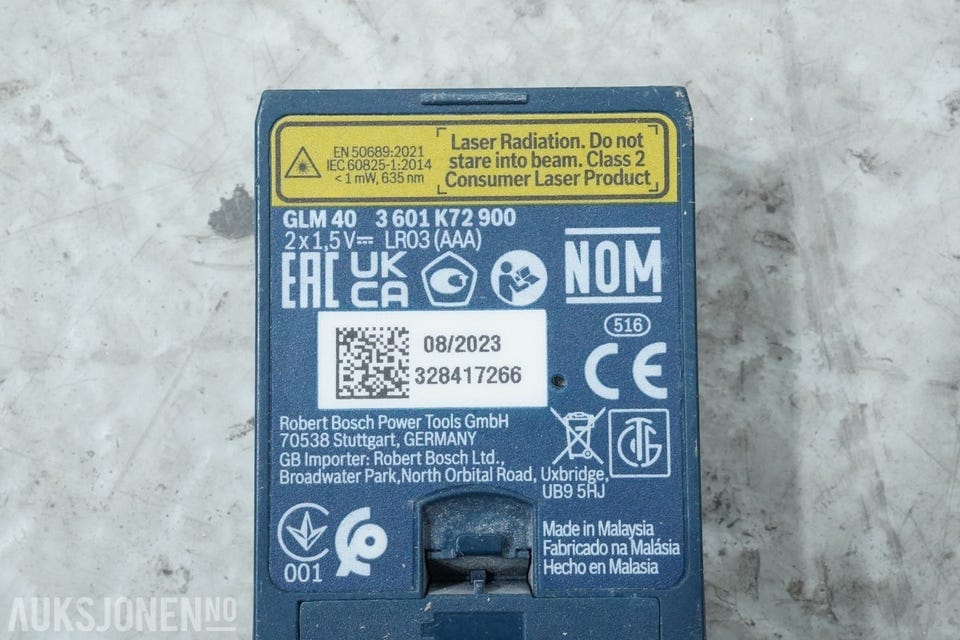 EN 50689:2021
IEC 60825-1:2014
< 1 mW, 635 nm
Laser Radiation. Do not
stare into beam. Class 2
Consumer Laser Product
GLM 40 3 601 K72 900
2 x 1,5 V⎓ LR03 (AAA)
EAC UK CA NOM
08/2023
328417266
516
CE
Robert Bosch Power Tools GmbH
70538 Stuttgart, GERMANY
GB Importer: Robert Bosch Ltd.,
Broadwater Park,North Orbital Road, Uxbridge,
UB9 5HJ
001
Made in Malaysia
Fabricado na Malásia
Hecho en Malasia
AUKSJONEN.NO